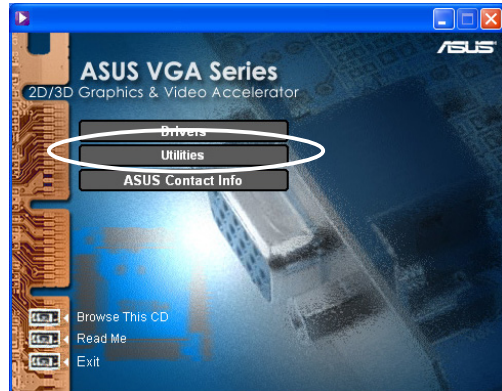 ASUS
ASUS VGA Series
2D/3D Graphics & Video Accelerator
Drivers
Utilities
ASUS Contact Info
Browse This CD
Read Me
Exit